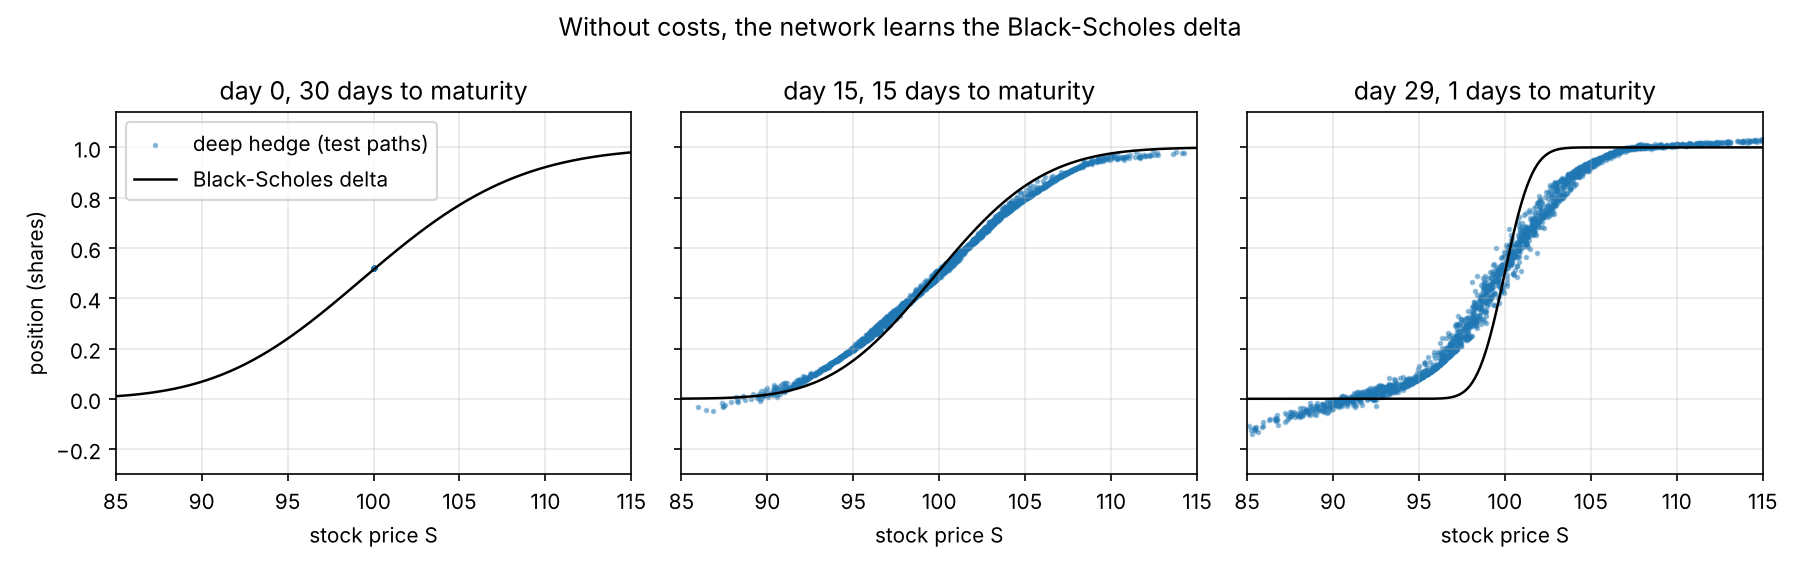 Without costs, the network learns the Black-Scholes delta
day 0, 30 days to maturity
deep hedge (test paths)
Black-Scholes delta
position (shares)
1.0
0.8
0.6
0.4
0.2
0.0
−0.2
85 90 95 100 105 110 115
stock price S
day 15, 15 days to maturity
85 90 95 100 105 110 115
stock price S
day 29, 1 days to maturity
85 90 95 100 105 110 115
stock price S